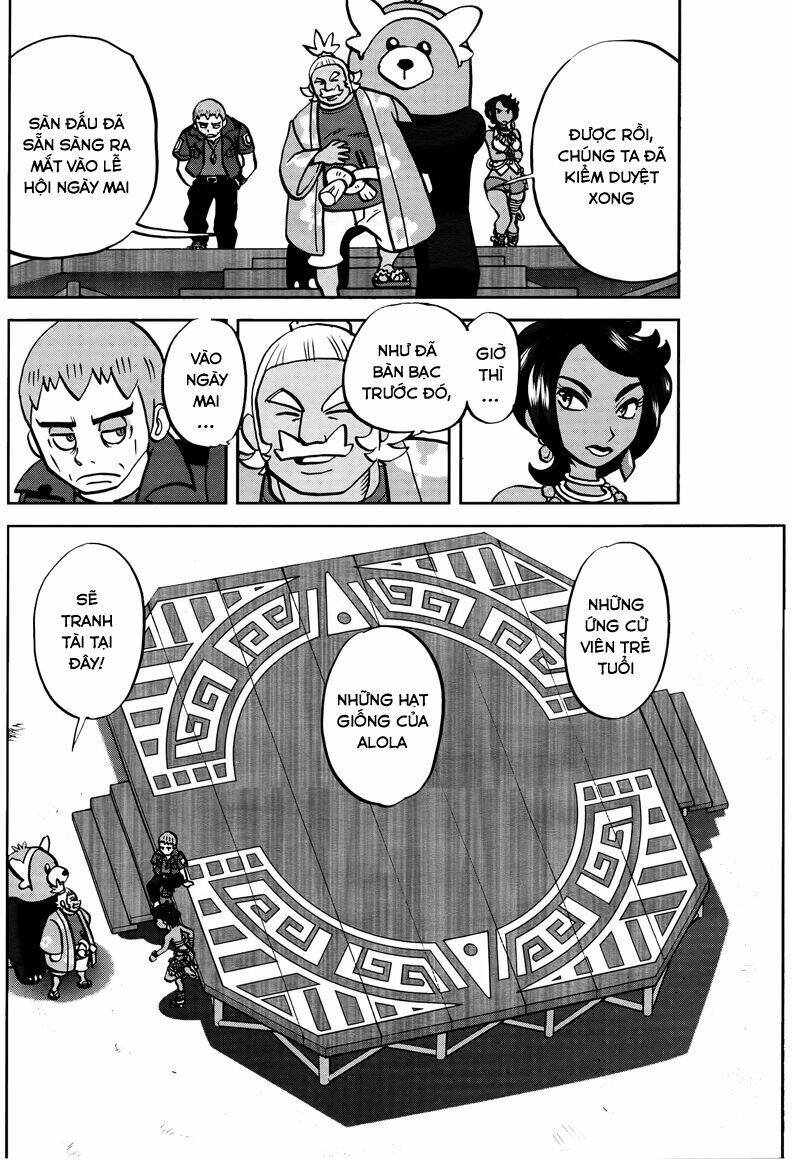 ĐƯỢC RỒI,
CHÚNG TA ĐÃ
KIỂM DUYỆT
XONG
SÀN ĐẤU ĐÃ
SẴN SÀNG RA
MẮT VÀO LỄ
HỘI NGÀY MAI
GIỜ
THÌ
...
NHƯ ĐÃ
BÀN BẠC
TRƯỚC ĐÓ,
VÀO
NGÀY
MAI
...
NHỮNG
ỨNG CỬ
VIÊN TRẺ
TUỔI
NHỮNG HẠT
GIỐNG CỦA
ALOLA
SẼ
TRANH
TÀI TẠI
ĐÂY!